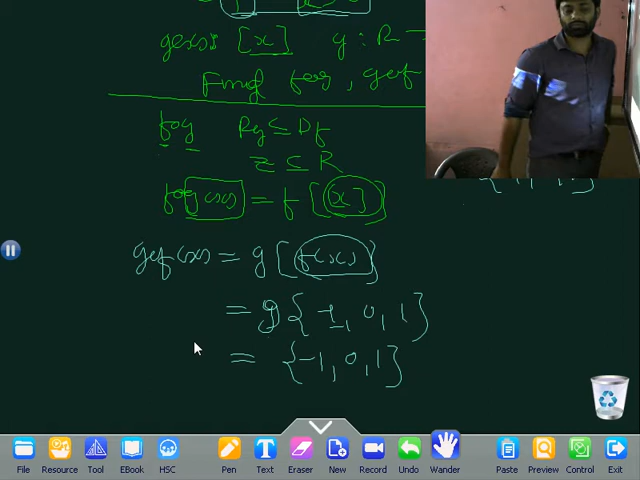 g(x): [x] g: R →
Find fog, gof
fog Rg ⊆ Df
Z ⊆ R
fog(x) = f [x]
gof(x) = g [f(x)]
= g {-1, 0, 1}
= {-1, 0, 1}
File Resource Tool EBook HSC Pen Text Eraser New Record Undo Wander Paste Preview Control Exit